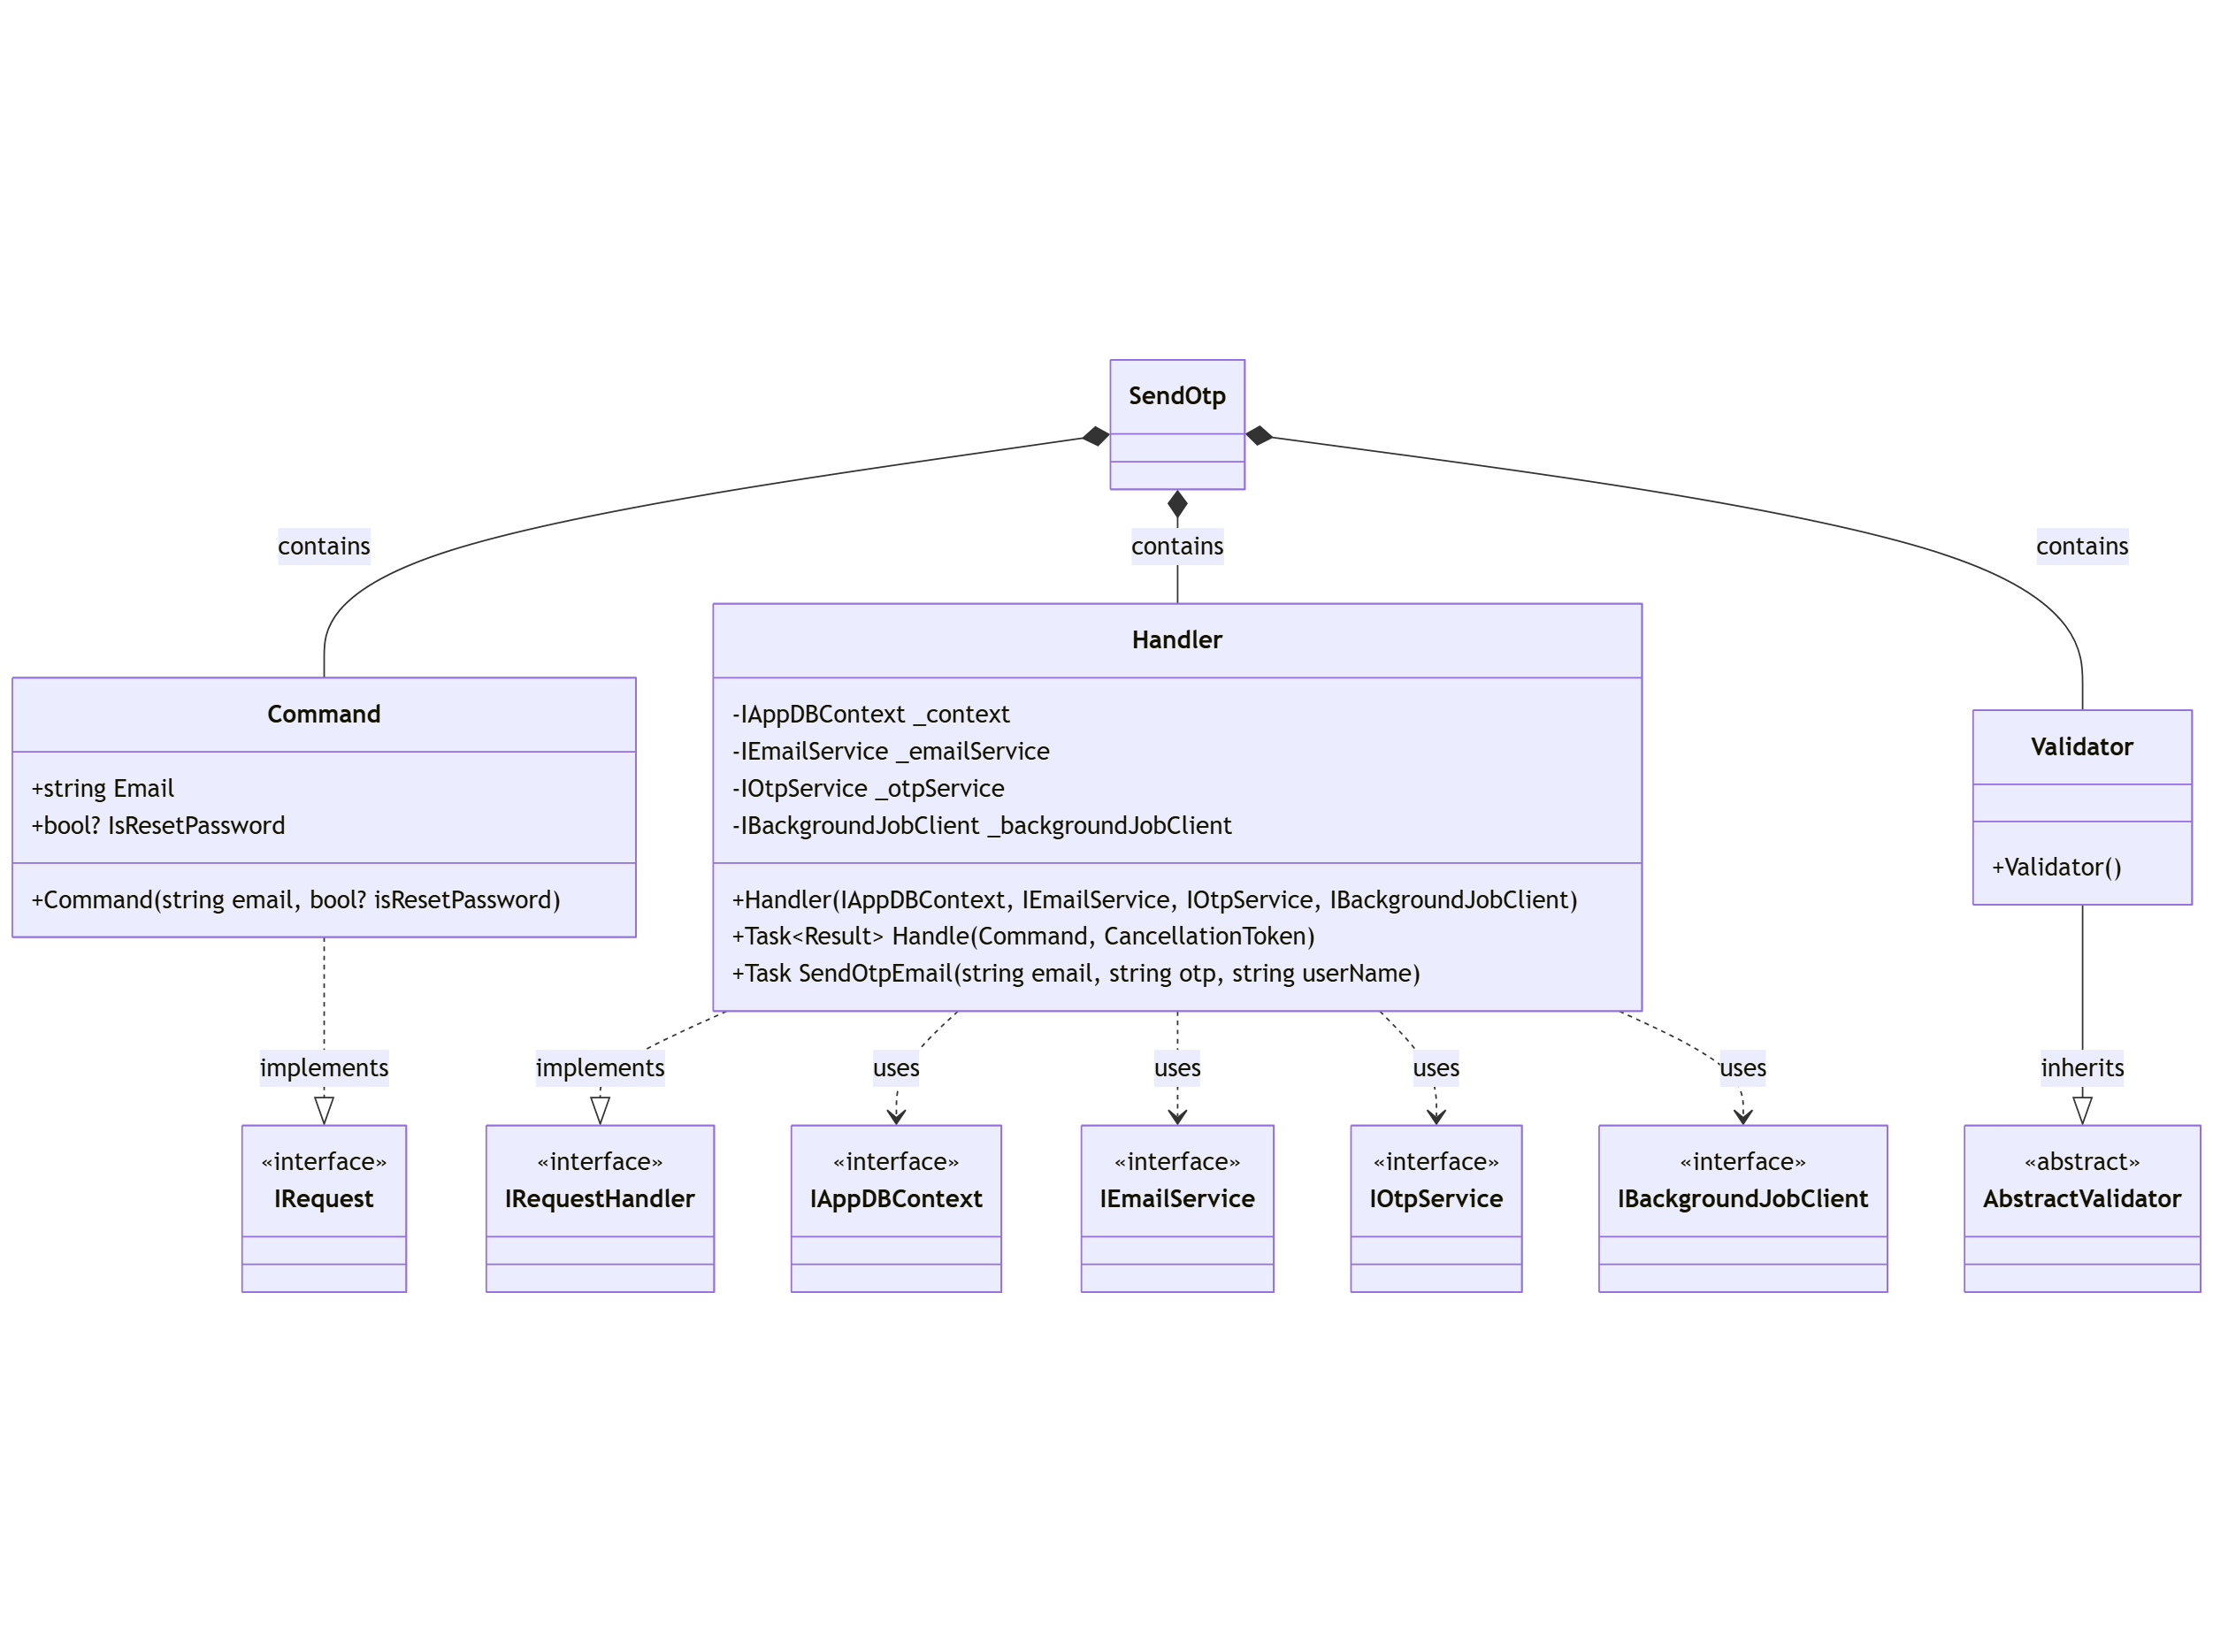 SendOtp
contains
contains
contains
Command
+string Email
+bool? IsResetPassword
+Command(string email, bool? isResetPassword)
Handler
-IAppDBContext _context
-IEmailService _emailService
-IOtpService _otpService
-IBackgroundJobClient _backgroundJobClient
+Handler(IAppDBContext, IEmailService, IOtpService, IBackgroundJobClient)
+Task<Result> Handle(Command, CancellationToken)
+Task SendOtpEmail(string email, string otp, string userName)
Validator
+Validator()
implements
implements
uses
uses
uses
uses
inherits
«interface»
IRequest
«interface»
IRequestHandler
«interface»
IAppDBContext
«interface»
IEmailService
«interface»
IOtpService
«interface»
IBackgroundJobClient
«abstract»
AbstractValidator